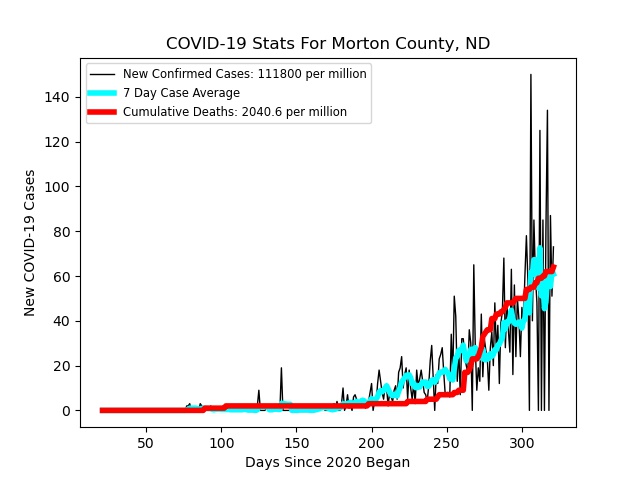 COVID-19 Stats For Morton County, ND
New Confirmed Cases: 111800 per million
7 Day Case Average
Cumulative Deaths: 2040.6 per million
New COVID-19 Cases
140
120
100
80
60
40
20
0
50 100 150 200 250 300
Days Since 2020 Began